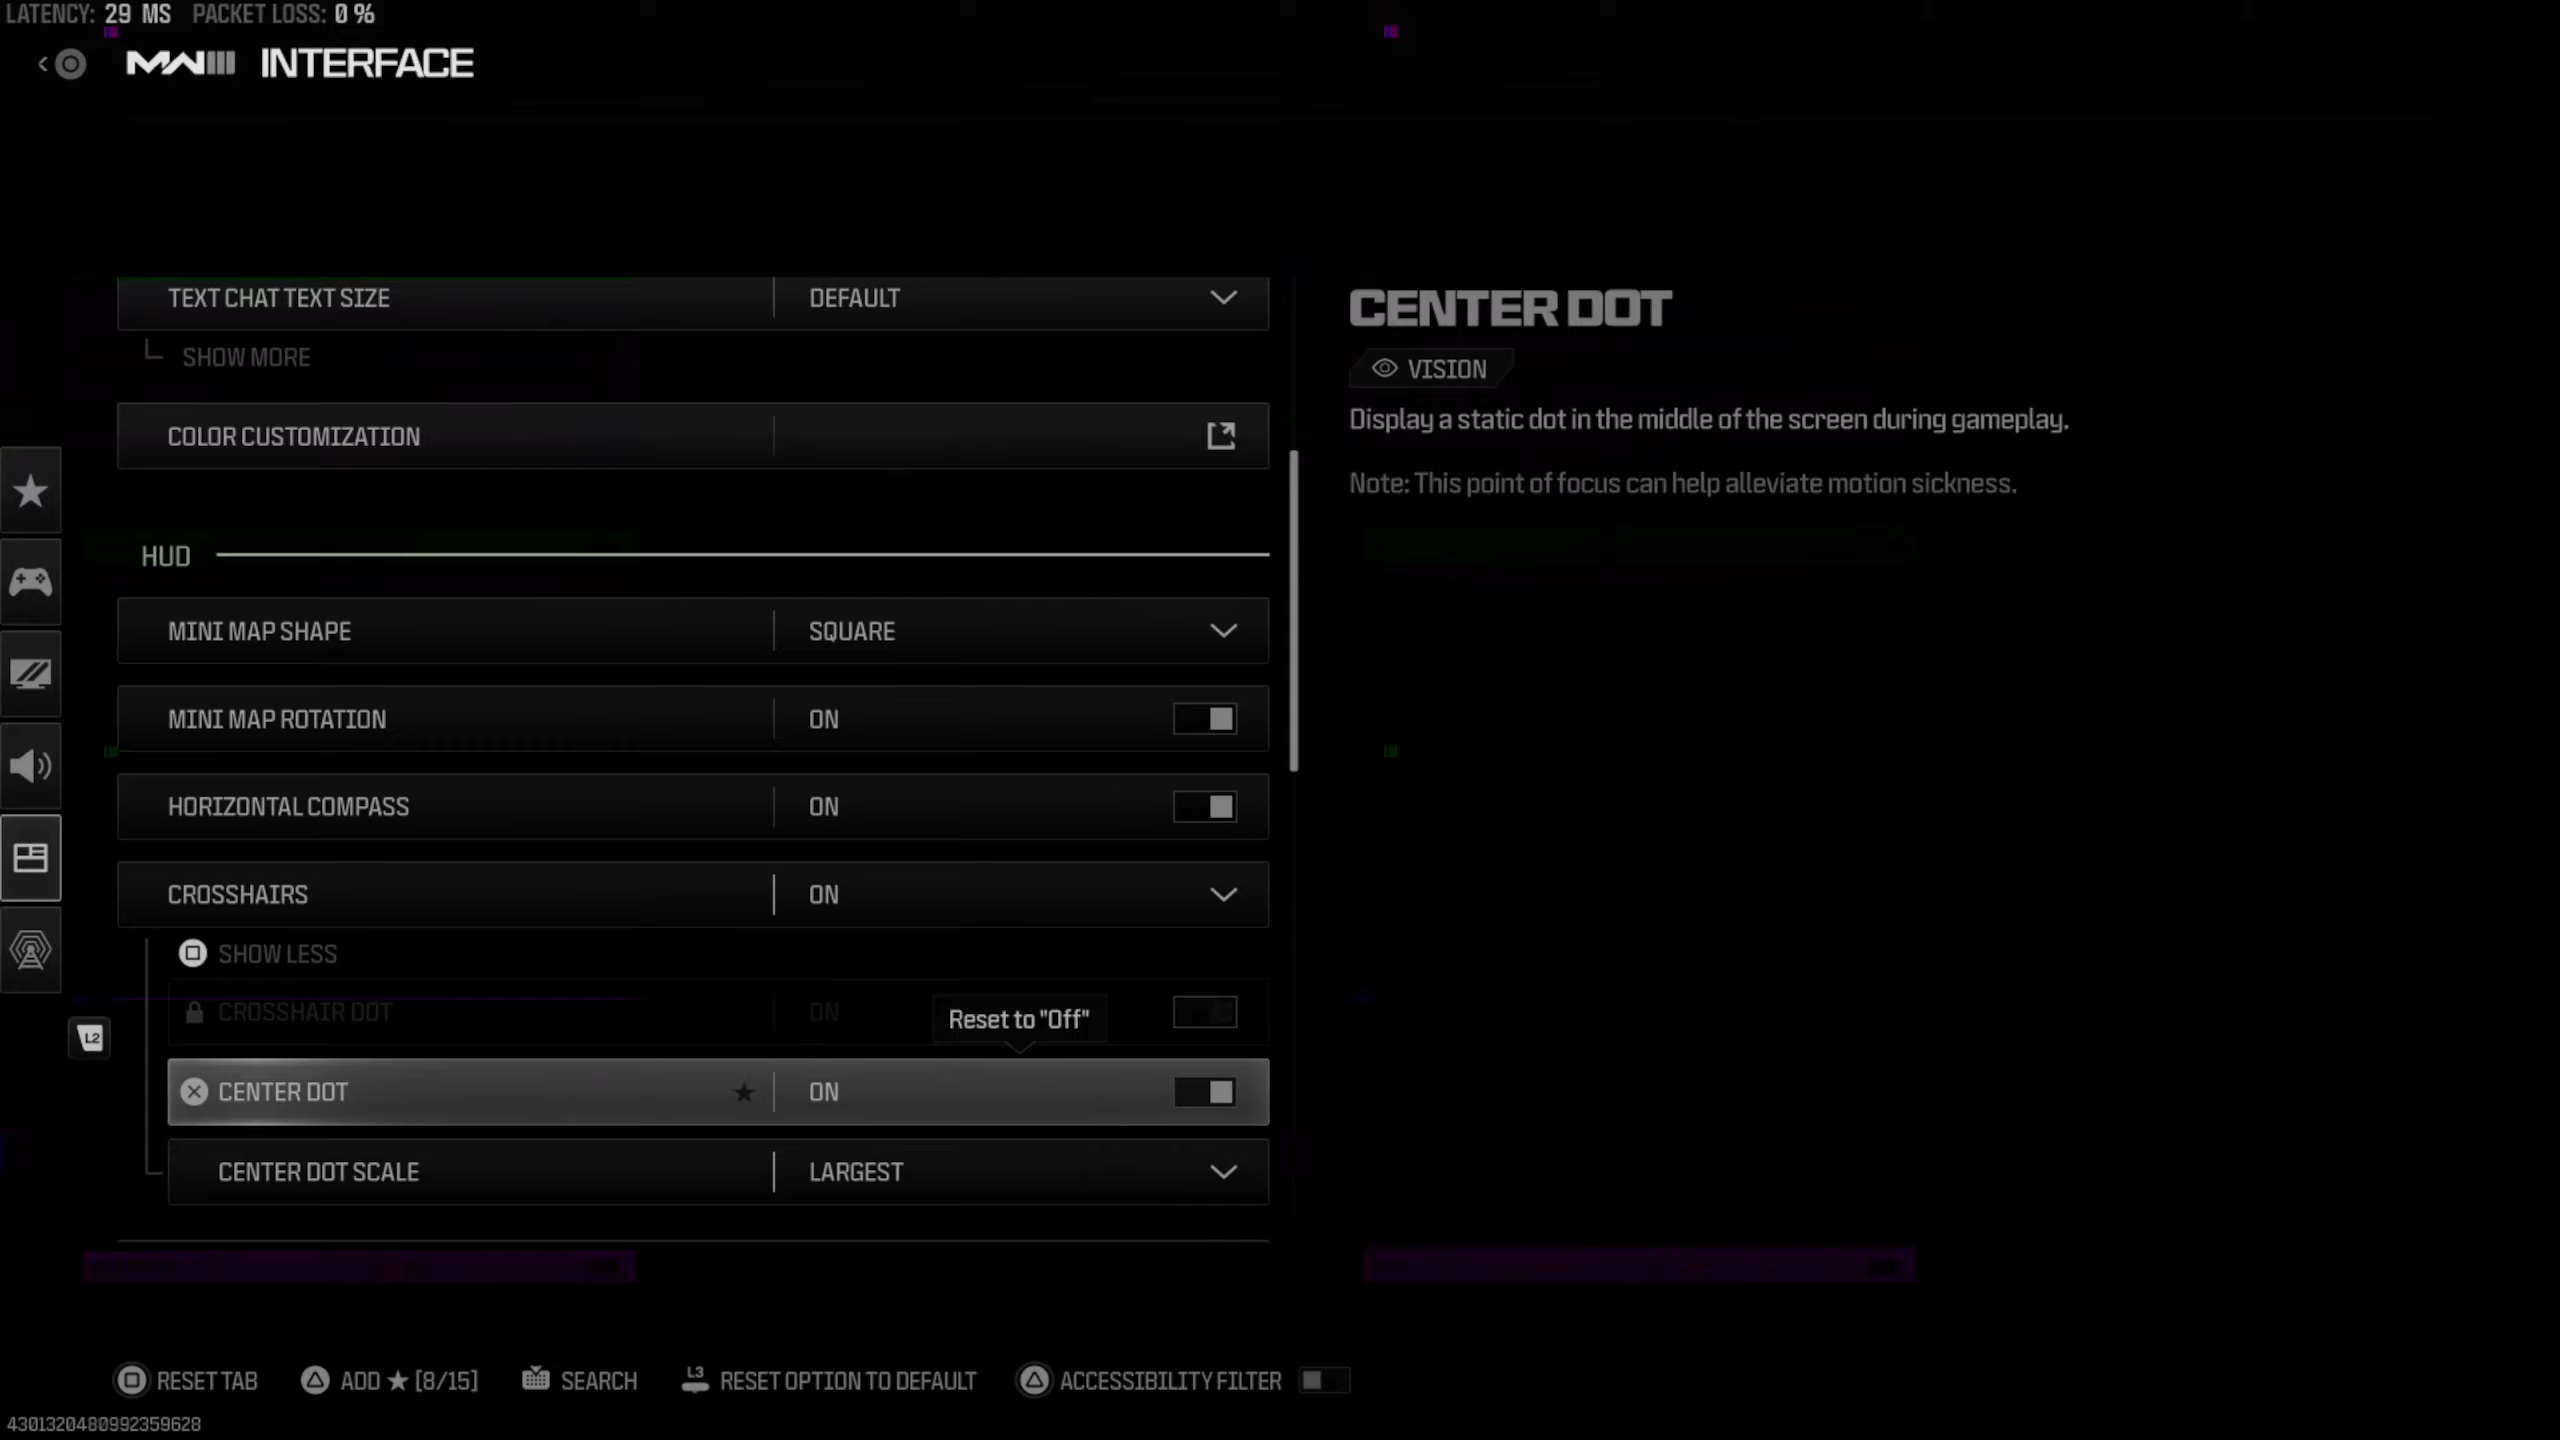 LATENCY: 29 MS PACKET LOSS: 0 %
MWIII INTERFACE
TEXT CHAT TEXT SIZE DEFAULT
SHOW MORE
COLOR CUSTOMIZATION
HUD
MINI MAP SHAPE SQUARE
MINI MAP ROTATION ON
HORIZONTAL COMPASS ON
CROSSHAIRS ON
SHOW LESS
CROSSHAIR DOT ON
Reset to "Off"
L2
CENTER DOT ON
CENTER DOT SCALE LARGEST
CENTER DOT
VISION
Display a static dot in the middle of the screen during gameplay.
Note: This point of focus can help alleviate motion sickness.
RESET TAB ADD ★ [8/15] SEARCH L3 RESET OPTION TO DEFAULT ACCESSIBILITY FILTER
4301320480992359628